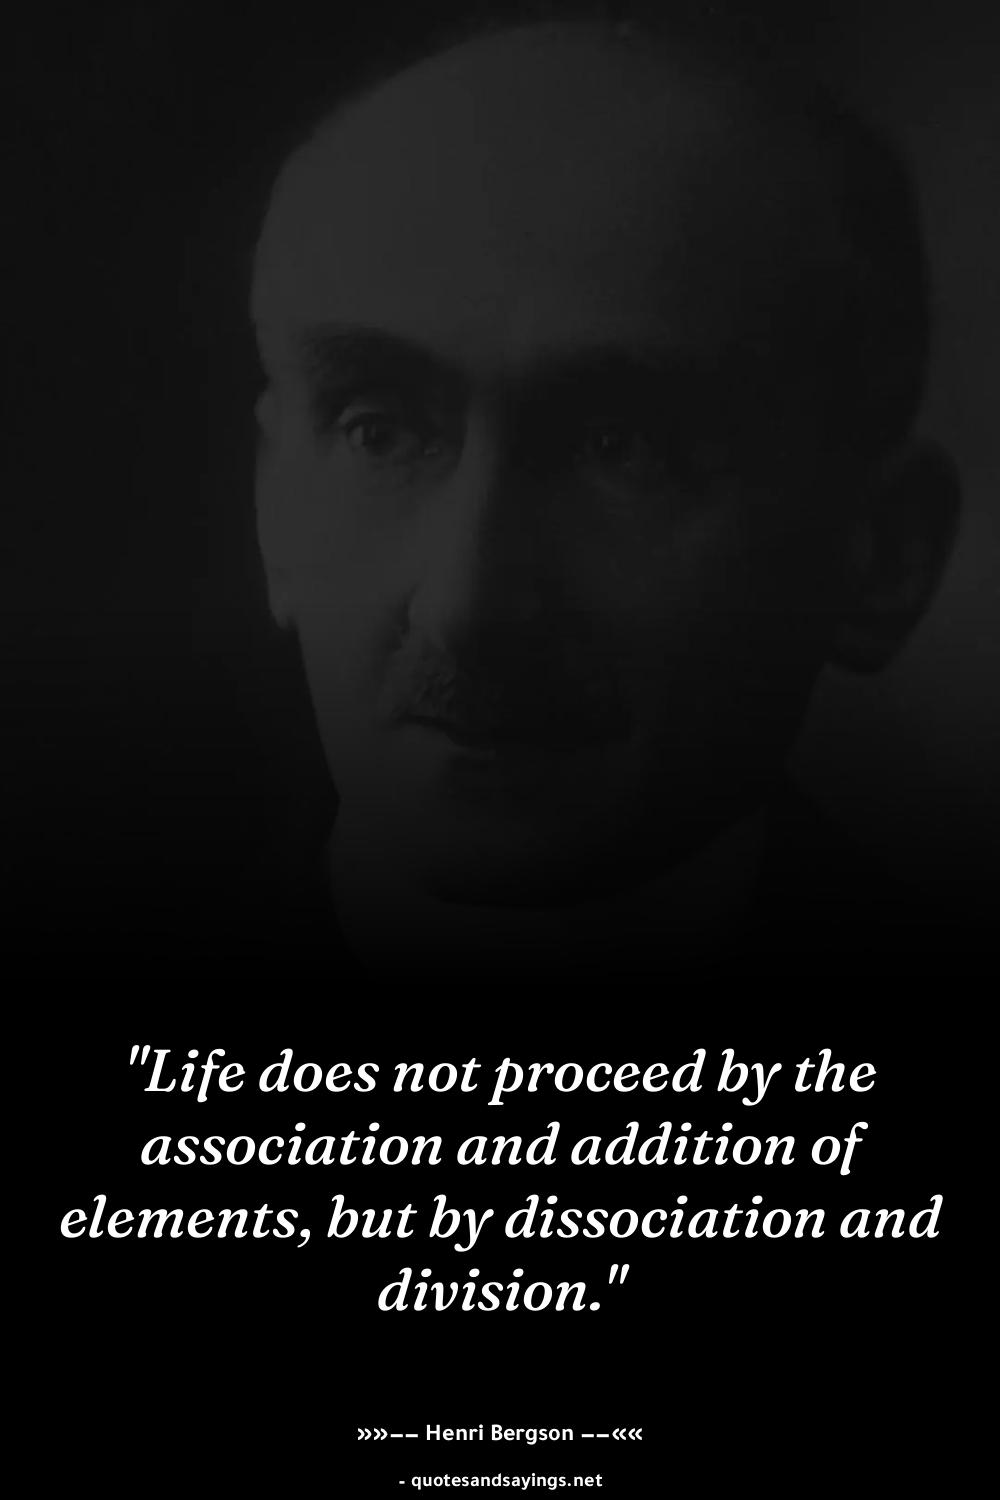 "Life does not proceed by the
association and addition of
elements, but by dissociation and
division."
»»−− Henri Bergson −−««
- quotesandsayings.net